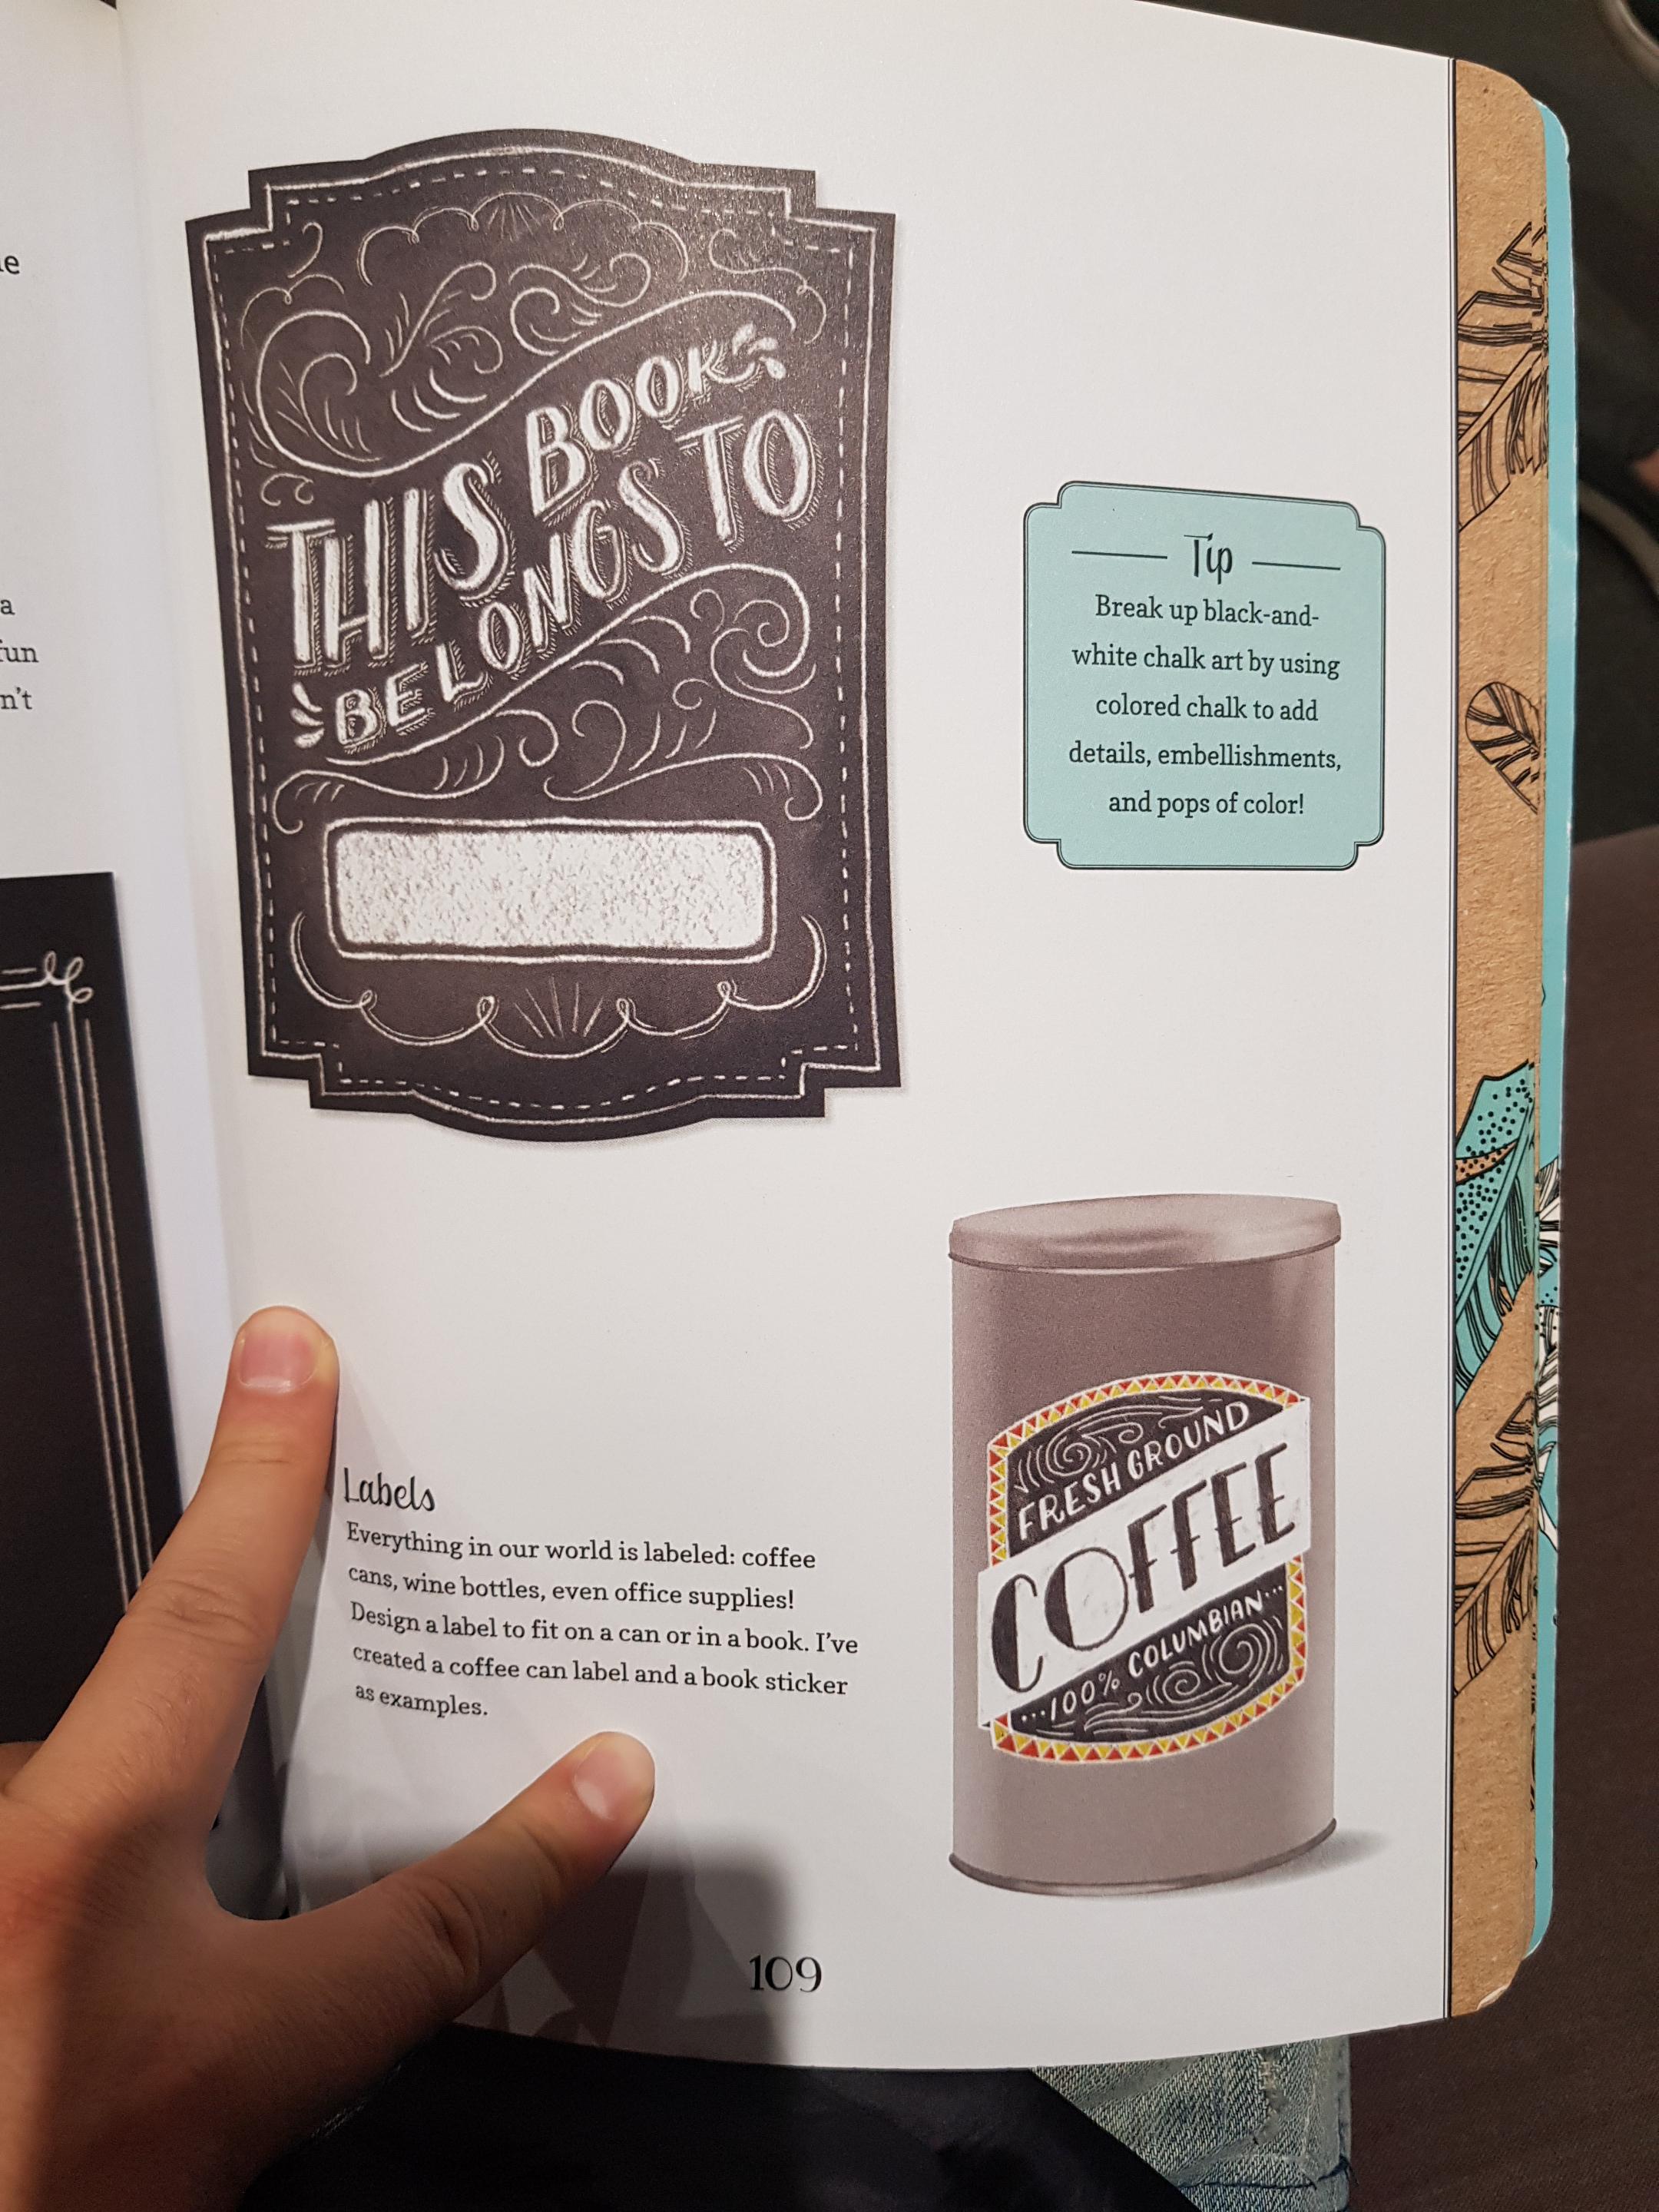 THIS BOOK
BELONGS TO
Tip
Break up black-and-
white chalk art by using
colored chalk to add
details, embellishments,
and pops of color!
Labels
Everything in our world is labeled: coffee
cans, wine bottles, even office supplies!
Design a label to fit on a can or in a book. I've
created a coffee can label and a book sticker
as examples.
FRESH GROUND
COFFEE
...100% COLUMBIAN...
109
a
n't